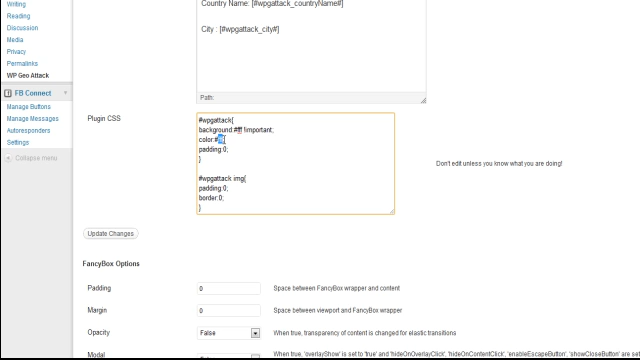 Writing
Reading
Discussion
Media
Privacy
Permalinks
WP Geo Attack
FB Connect
Manage Buttons
Manage Messages
Autoresponders
Settings
Collapse menu
Country Name: [#wpgattack_countryName#]
City : [#wpgattack_city#]
Path:
Plugin CSS
#wpgattack{
background:#fff !important;
color:#
padding:0;
}
#wpgattack img{
padding:0;
border:0;
}
Don't edit unless you know what you are doing!
Update Changes
FancyBox Options
Padding 0 Space between FancyBox wrapper and content
Margin 0 Space between viewport and FancyBox wrapper
Opacity False When true, transparency of content is changed for elastic transitions
Modal When true, 'overlayShow' is set to 'true' and 'hideOnOverlayClick', 'hideOnContentClick', 'enableEscapeButton', 'showCloseButton' are set